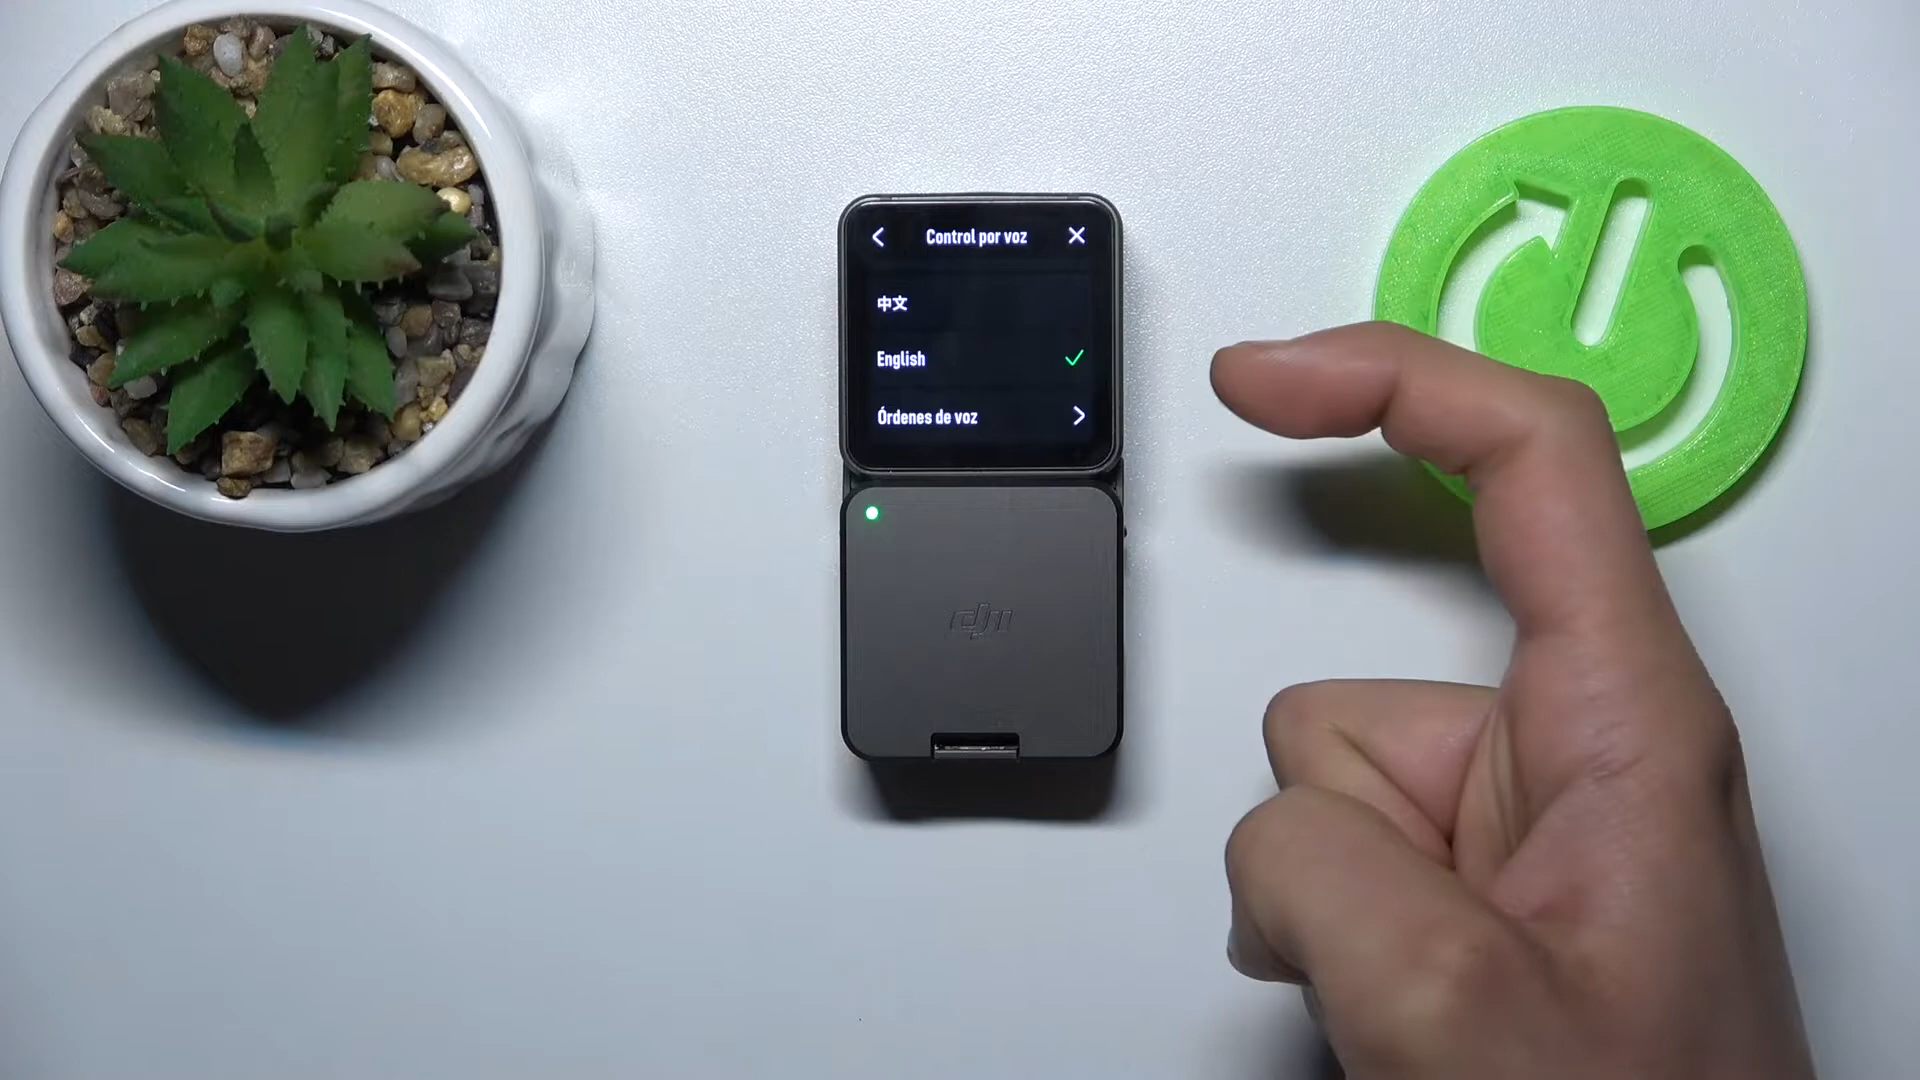 Control por voz
中文
English
Órdenes de voz
dji